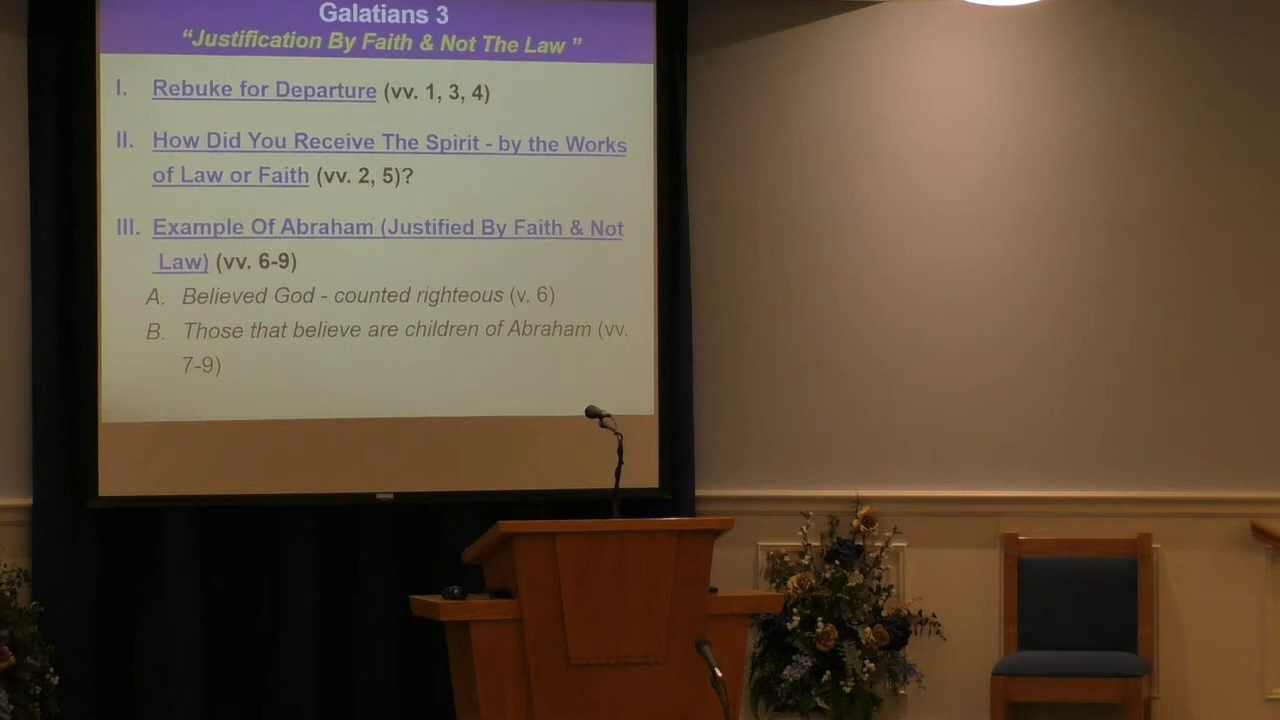 Galatians 3
“Justification By Faith & Not The Law ”
I. Rebuke for Departure (vv. 1, 3, 4)
II. How Did You Receive The Spirit - by the Works
of Law or Faith (vv. 2, 5)?
III. Example Of Abraham (Justified By Faith & Not
Law) (vv. 6-9)
A. Believed God - counted righteous (v. 6)
B. Those that believe are children of Abraham (vv.
7-9)